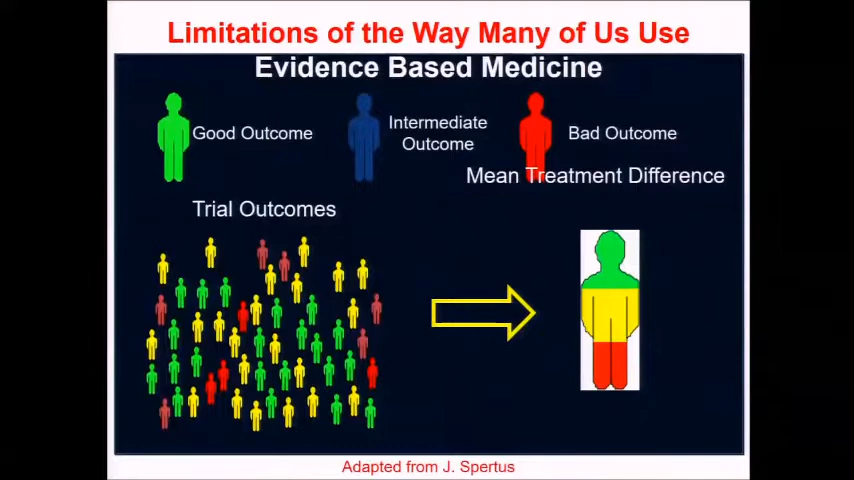 Limitations of the Way Many of Us Use
Evidence Based Medicine
Good Outcome
Intermediate
Outcome
Bad Outcome
Mean Treatment Difference
Trial Outcomes
Adapted from J. Spertus